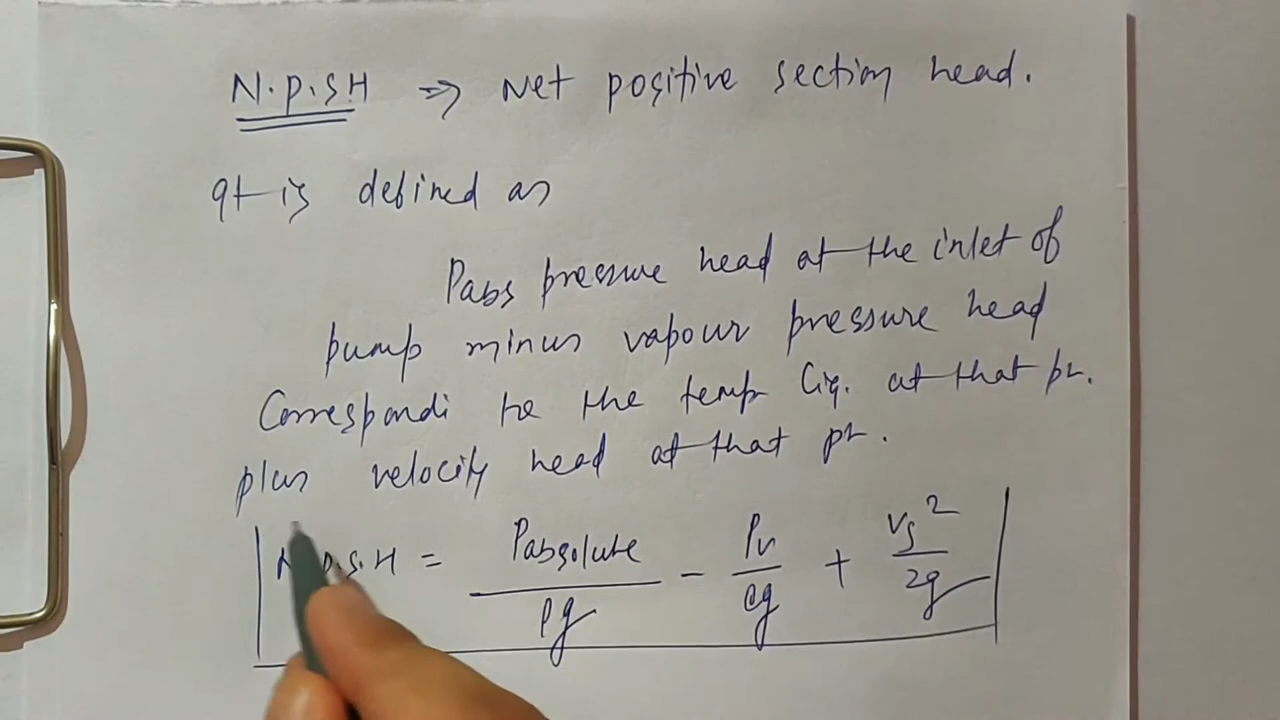 N.P.S.H ⇒ Net positive section head.
It is defined as
Pabs pressure head at the inlet of
pump minus vapour pressure head
Correspondi to the temp liq. at that pr.
plus velocity head at that pr.
N.P.S.H = Pabsolute/ρg − Pv/ρg + Vs²/2g